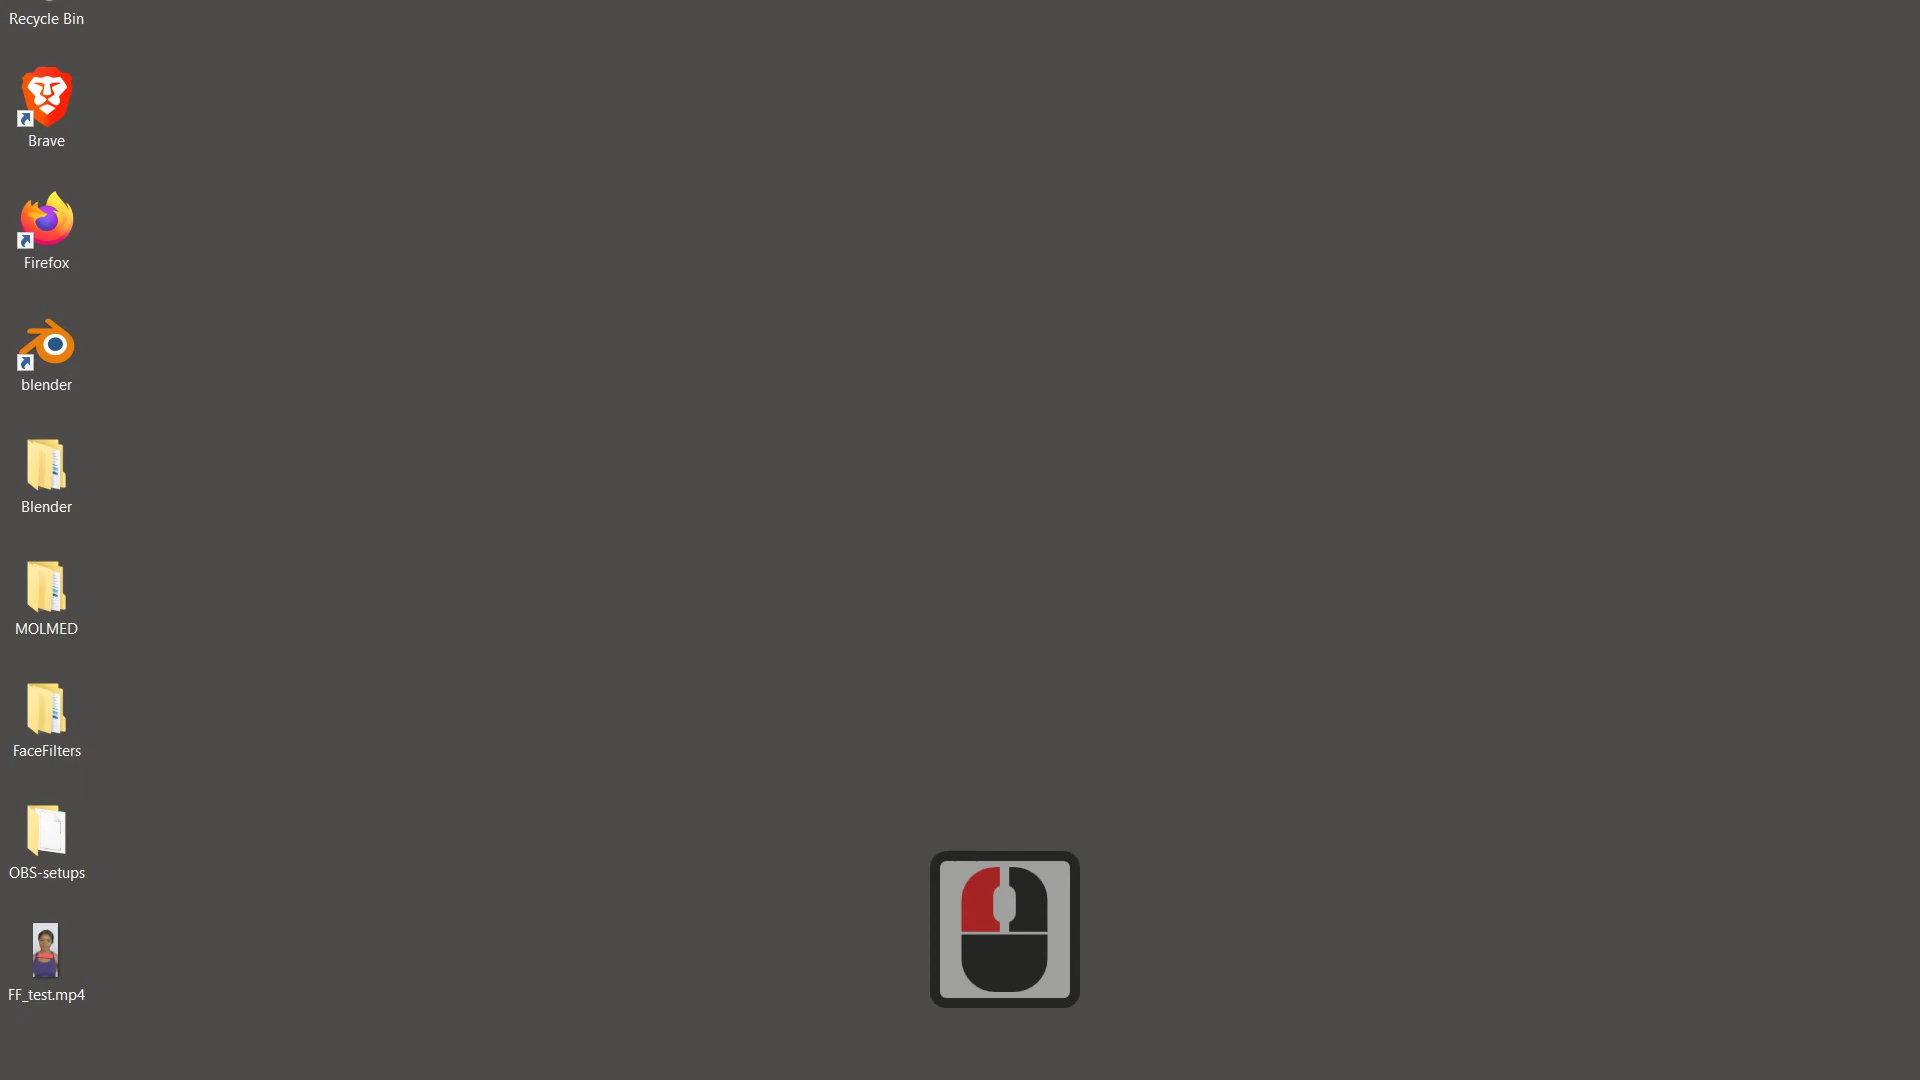 Recycle Bin
Brave
Firefox
blender
Blender
MOLMED
FaceFilters
OBS-setups
FF_test.mp4